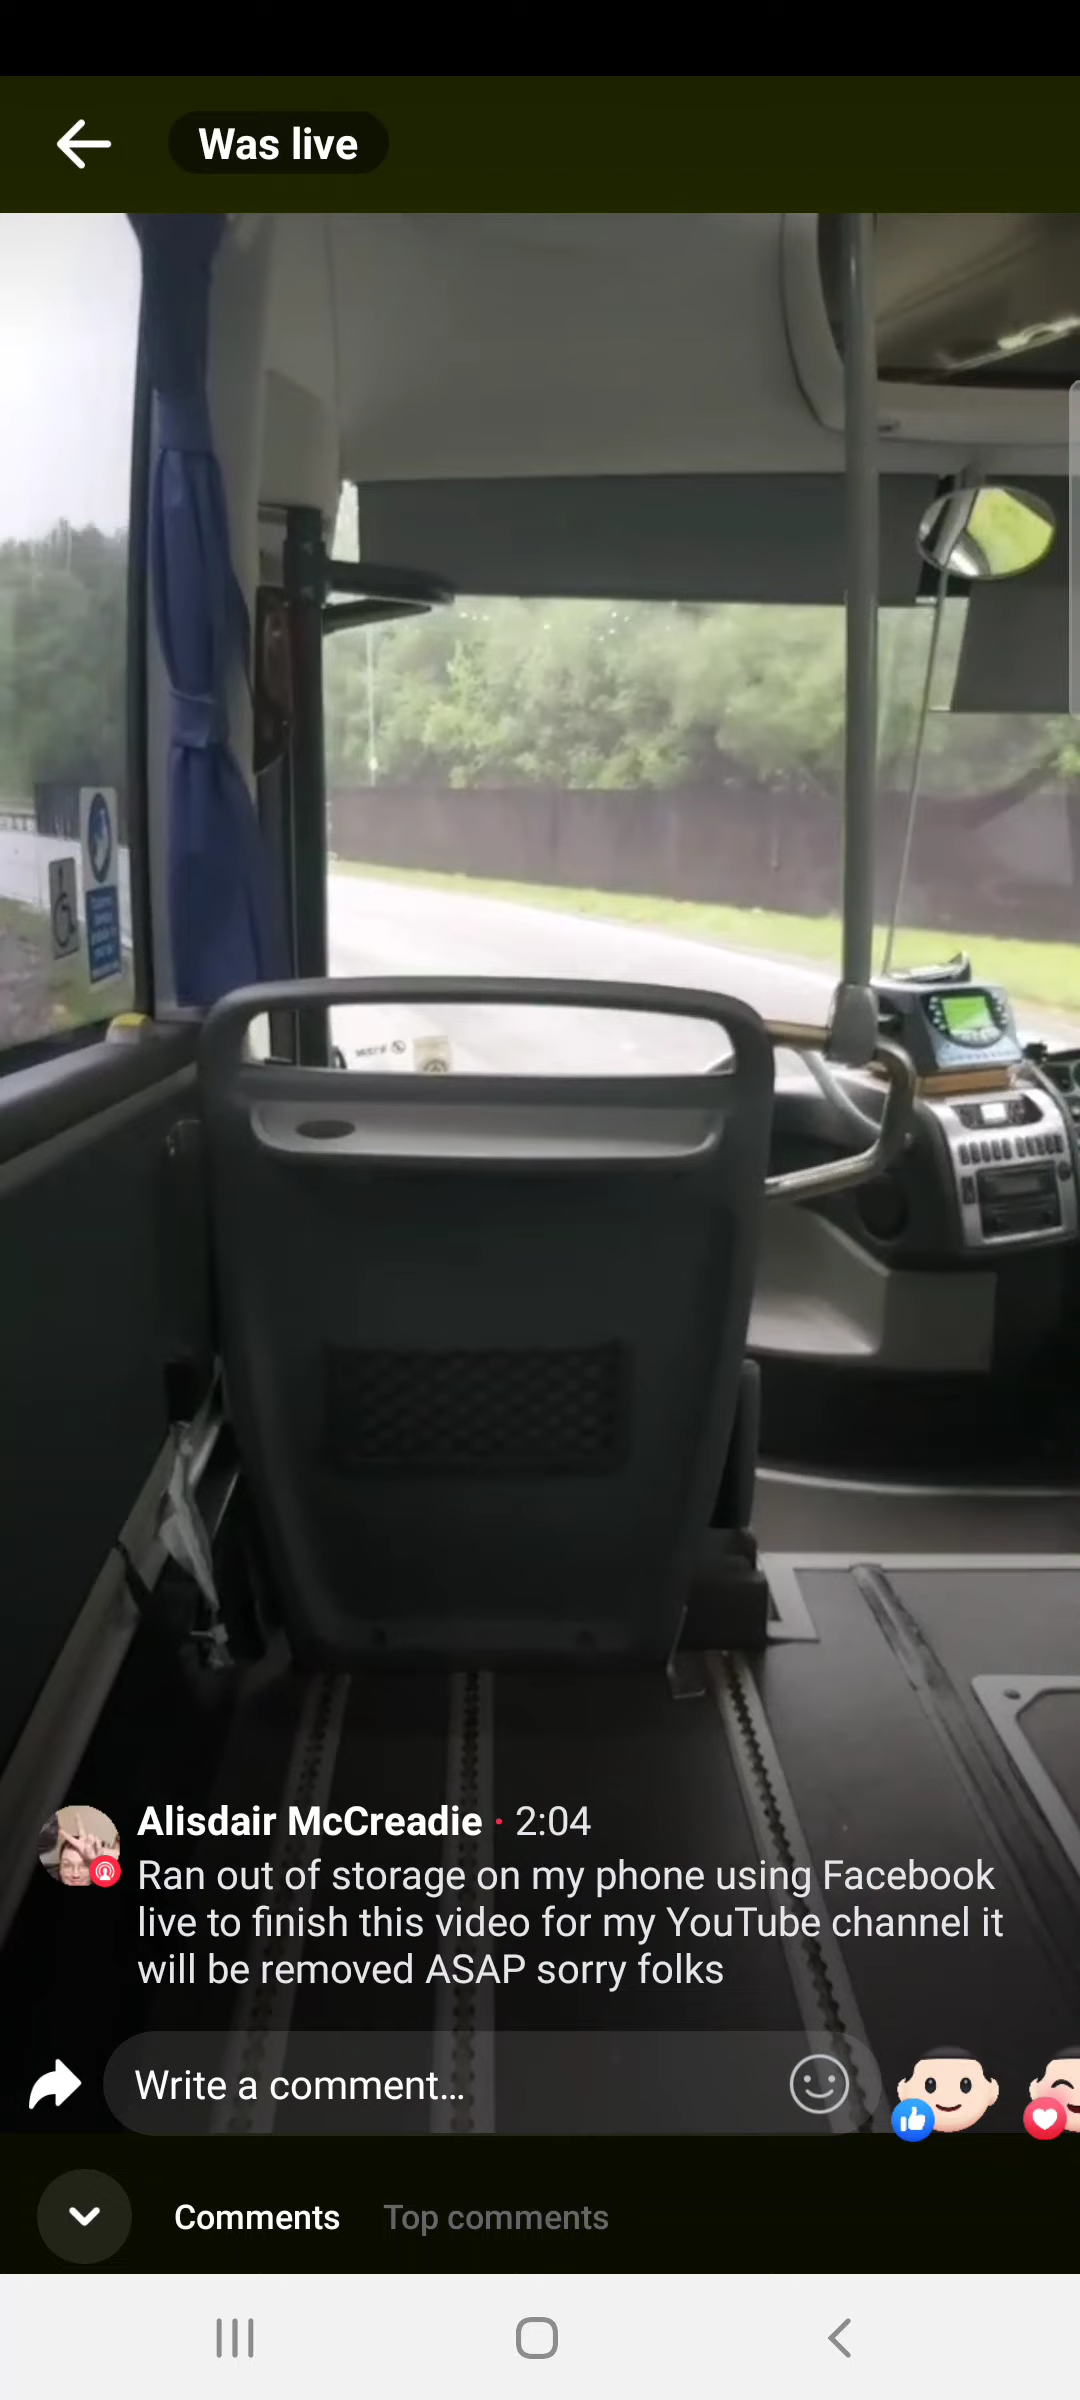 Was live
Alisdair McCreadie · 2:04
Ran out of storage on my phone using Facebook
live to finish this video for my YouTube channel it
will be removed ASAP sorry folks
Write a comment...
Comments Top comments